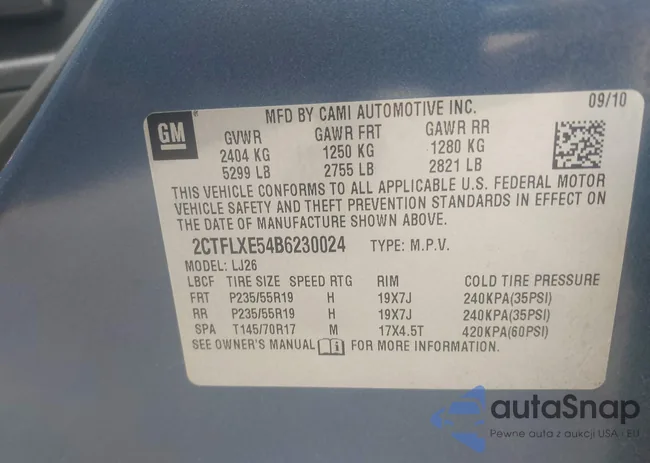 GM
MFD BY CAMI AUTOMOTIVE INC. 09/10
GVWR GAWR FRT GAWR RR
2404 KG 1250 KG 1280 KG
5299 LB 2755 LB 2821 LB
THIS VEHICLE CONFORMS TO ALL APPLICABLE U.S. FEDERAL MOTOR
VEHICLE SAFETY AND THEFT PREVENTION STANDARDS IN EFFECT ON
THE DATE OF MANUFACTURE SHOWN ABOVE.
2CTFLXE54B6230024 TYPE: M.P.V.
MODEL: LJ26
LBCF TIRE SIZE SPEED RTG RIM COLD TIRE PRESSURE
FRT P235/55R19 H 19X7J 240KPA(35PSI)
RR P235/55R19 H 19X7J 240KPA(35PSI)
SPA T145/70R17 M 17X4.5T 420KPA(60PSI)
SEE OWNER'S MANUAL FOR MORE INFORMATION.
autaSnap
Pewne auta z aukcji USA i EU